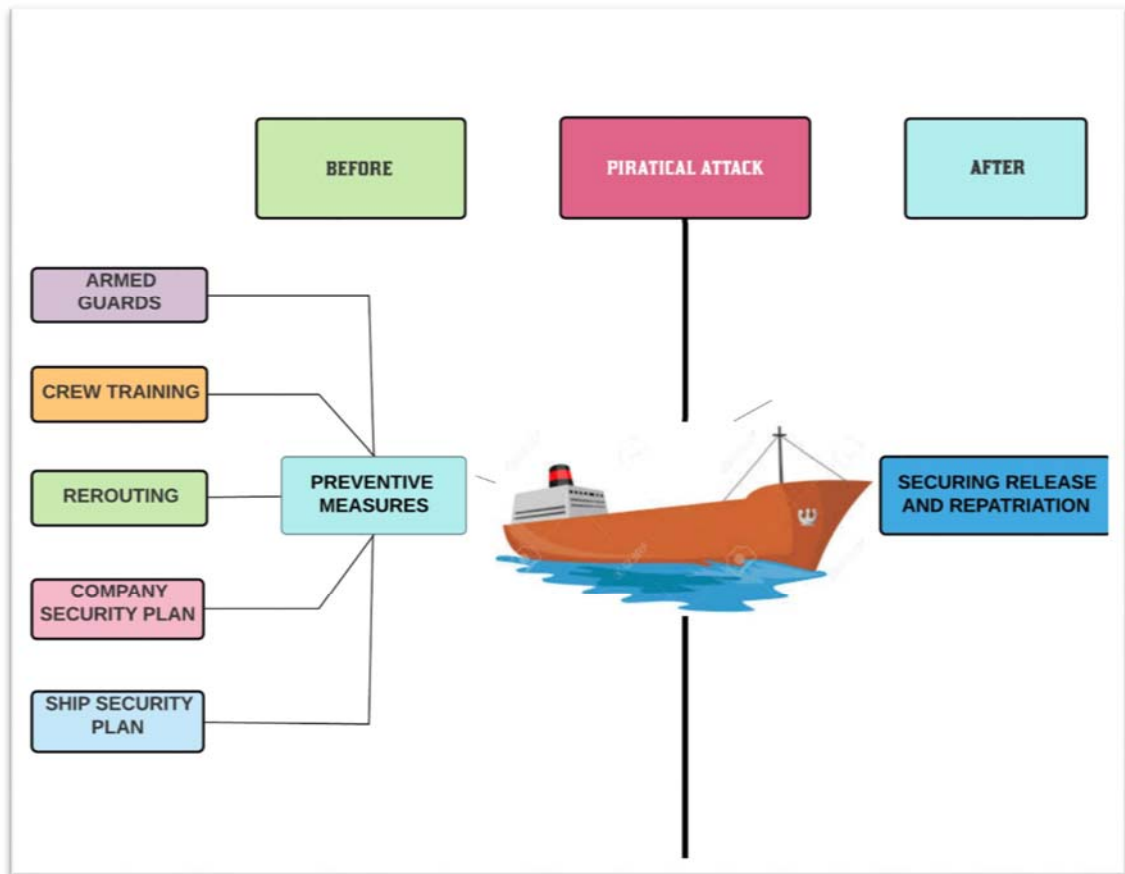 BEFORE
PIRATICAL ATTACK
AFTER
ARMED
GUARDS
CREW TRAINING
REROUTING
PREVENTIVE
MEASURES
SECURING RELEASE
AND REPATRIATION
COMPANY
SECURITY PLAN
SHIP SECURITY
PLAN